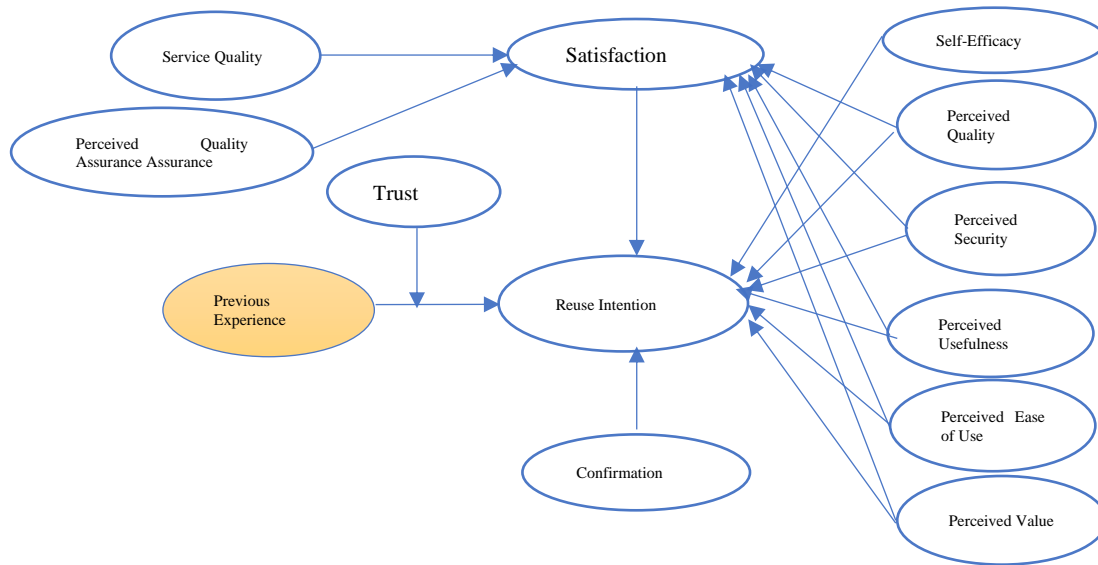 Service Quality
Satisfaction
Self-Efficacy
Perceived
Quality
Perceived Quality
Assurance Assurance
Trust
Perceived
Security
Previous
Experience
Reuse Intention
Perceived
Usefulness
Perceived Ease
of Use
Confirmation
Perceived Value